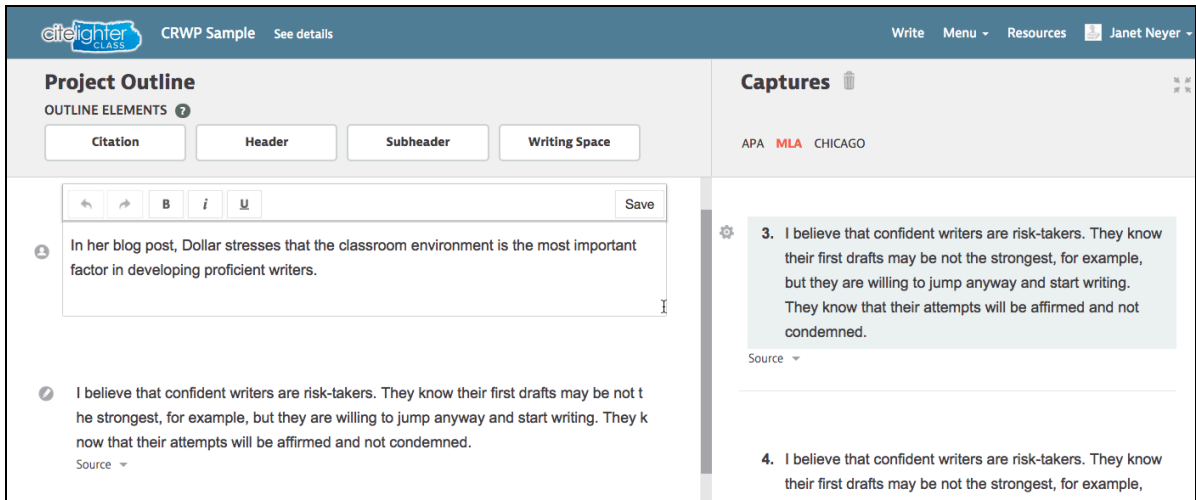 citelighter
CLASS
CRWP Sample See details
Write Menu Resources Janet Neyer
Project Outline
OUTLINE ELEMENTS ?
Citation Header Subheader Writing Space
B i U Save
In her blog post, Dollar stresses that the classroom environment is the most important
factor in developing proficient writers.
I believe that confident writers are risk-takers. They know their first drafts may be not t
he strongest, for example, but they are willing to jump anyway and start writing. They k
now that their attempts will be affirmed and not condemned.
Source
Captures
APA MLA CHICAGO
3. I believe that confident writers are risk-takers. They know
their first drafts may be not the strongest, for example,
but they are willing to jump anyway and start writing.
They know that their attempts will be affirmed and not
condemned.
Source
4. I believe that confident writers are risk-takers. They know
their first drafts may be not the strongest, for example,